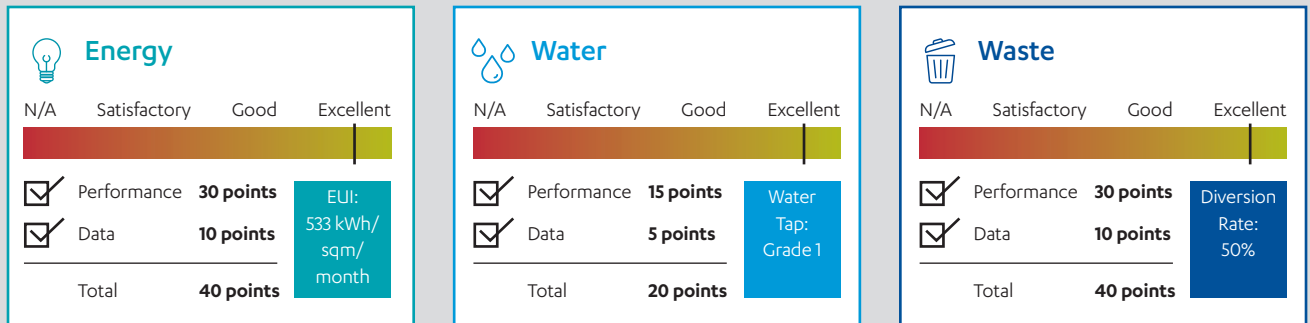 Energy
N/A Satisfactory Good Excellent
Performance 30 points
Data 10 points
Total 40 points
EUI:
533 kWh/
sqm/
month
Water
N/A Satisfactory Good Excellent
Performance 15 points
Data 5 points
Total 20 points
Water
Tap:
Grade 1
Waste
N/A Satisfactory Good Excellent
Performance 30 points
Data 10 points
Total 40 points
Diversion
Rate:
50%